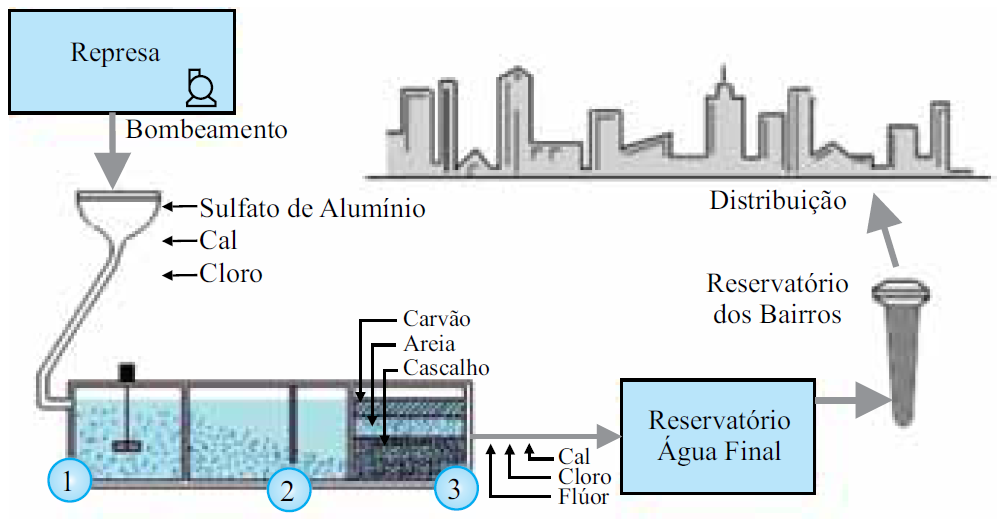 Represa
Bombeamento
Sulfato de Alumínio
Cal
Cloro
Distribuição
Reservatório
dos Bairros
Carvão
Areia
Cascalho
1
2
3
Cal
Cloro
Flúor
Reservatório
Água Final